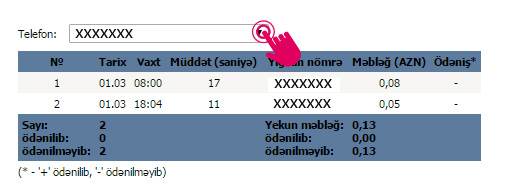 Telefon: XXXXXXX
№ Tarix Vaxt Müddət (saniyə) nömrə Məbləğ (AZN) Ödəniş*
1 01.03 08:00 17 XXXXXXX 0,08 -
2 01.03 18:04 11 XXXXXXX 0,05 -
Sayı: 2 Yekun məbləğ: 0,13
ödənilib: 0 ödənilib: 0,00
ödənilməyib: 2 ödənilməyib: 0,13
(* - '+' ödənilib, '-' ödənilməyib)